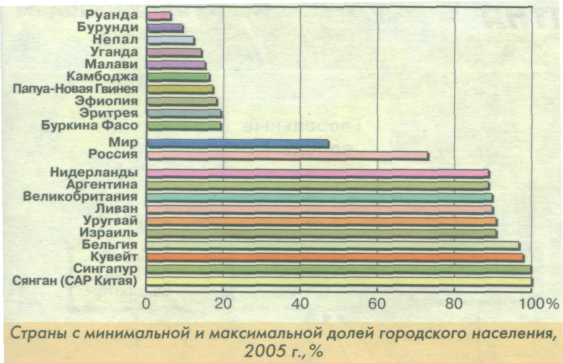 Руанда
Бурунди
Непал
Уганда
Малави
Камбоджа
Папуа-Новая Гвинея
Эфиопия
Эритрея
Буркина Фасо
Мир
Россия
Нидерланды
Аргентина
Великобритания
Ливан
Уругвай
Израиль
Бельгия
Кувейт
Сингапур
Сянган (САР Китая)
0 20 40 60 80 100%
Страны с минимальной и максимальной долей городского населения,
2005 г., %